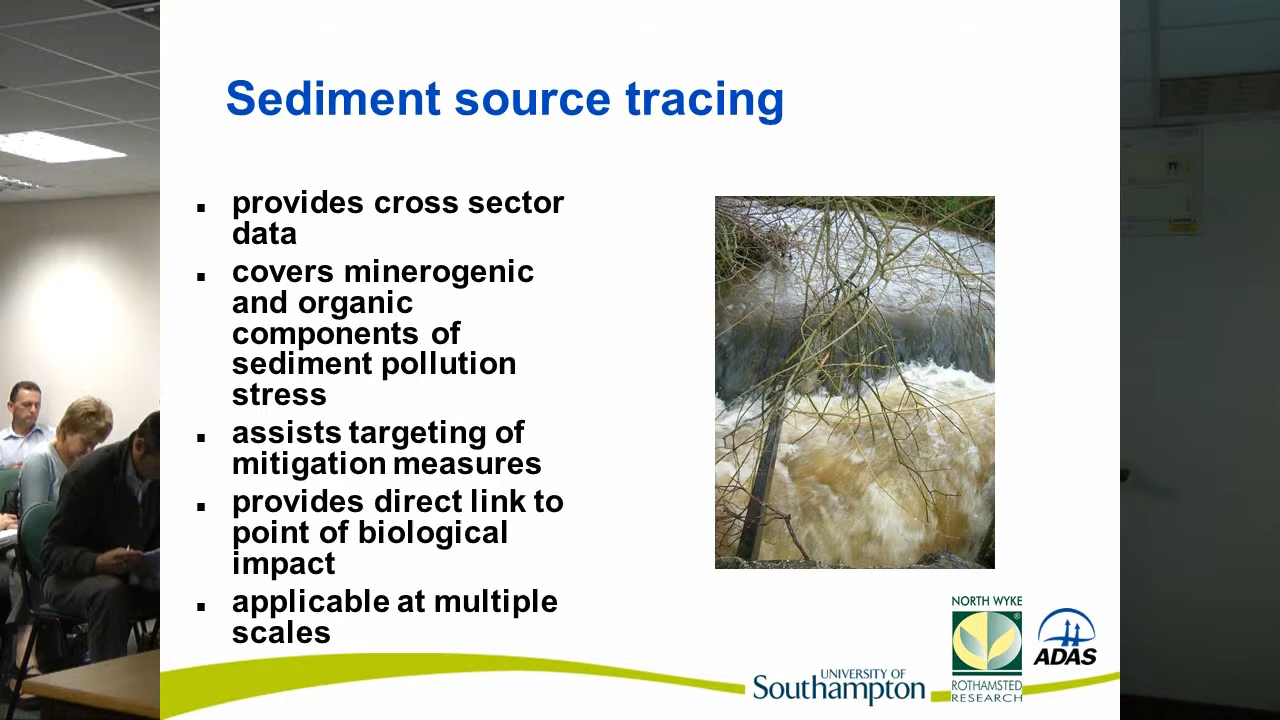 Sediment source tracing
provides cross sector
data
covers minerogenic
and organic
components of
sediment pollution
stress
assists targeting of
mitigation measures
provides direct link to
point of biological
impact
applicable at multiple
scales
UNIVERSITY OF
Southampton
NORTH WYKE
®
ROTHAMSTED
RESEARCH
ADAS